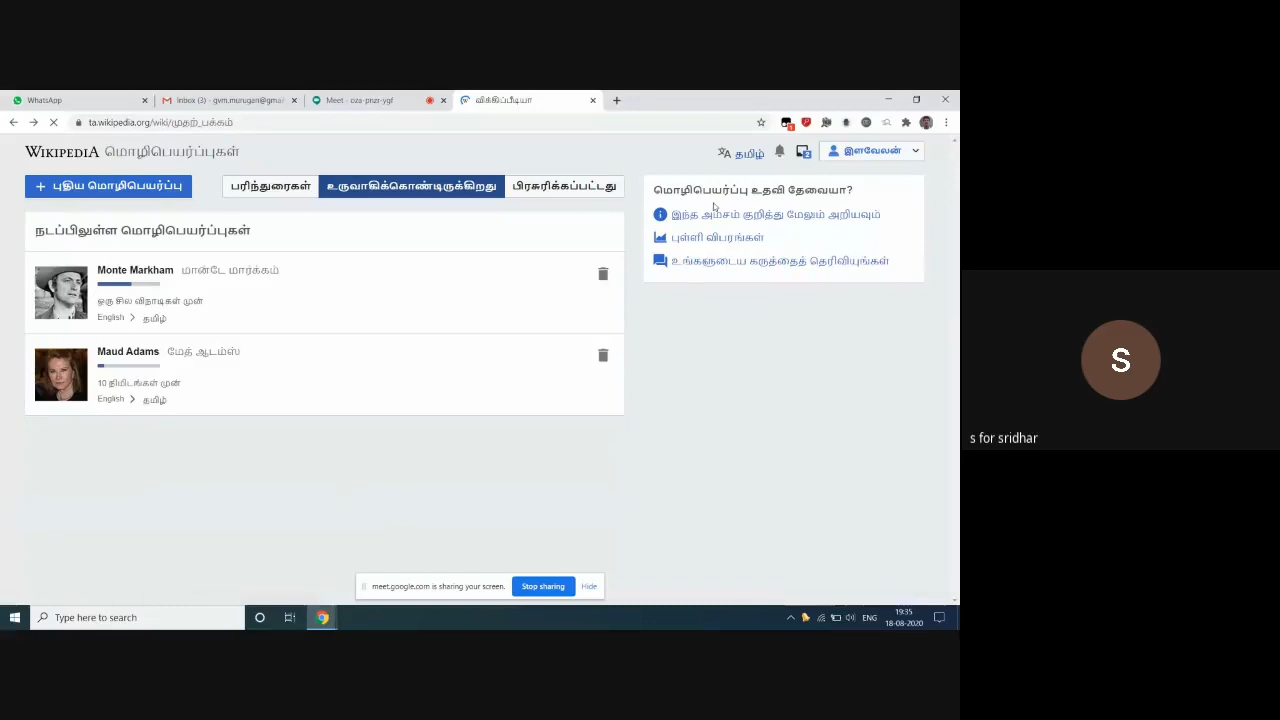 WhatsApp
Inbox (3) - gvm.murugan@gmai
Meet - oza-pnzr-ygf
விக்கிப்பீடியா
ta.wikipedia.org/wiki/முதற்_பக்கம்
WIKIPEDIA மொழிபெயர்ப்புகள்
தமிழ்
2
இளவேலன்
+ புதிய மொழிபெயர்ப்பு
பரிந்துரைகள்
உருவாகிக்கொண்டிருக்கிறது
பிரசுரிக்கப்பட்டது
நடப்பிலுள்ள மொழிபெயர்ப்புகள்
Monte Markham மான்டே மார்க்கம்
ஒரு சில விநாடிகள் முன்
English > தமிழ்
Maud Adams மேத் ஆடம்ஸ்
10 நிமிடங்கள் முன்
English > தமிழ்
மொழிபெயர்ப்பு உதவி தேவையா?
இந்த அம்சம் குறித்து மேலும் அறியவும்
புள்ளி விபரங்கள்
உங்களுடைய கருத்தைத் தெரிவியுங்கள்
meet.google.com is sharing your screen.
Stop sharing
Hide
Type here to search
ENG
19:35
18-08-2020
S
s for sridhar